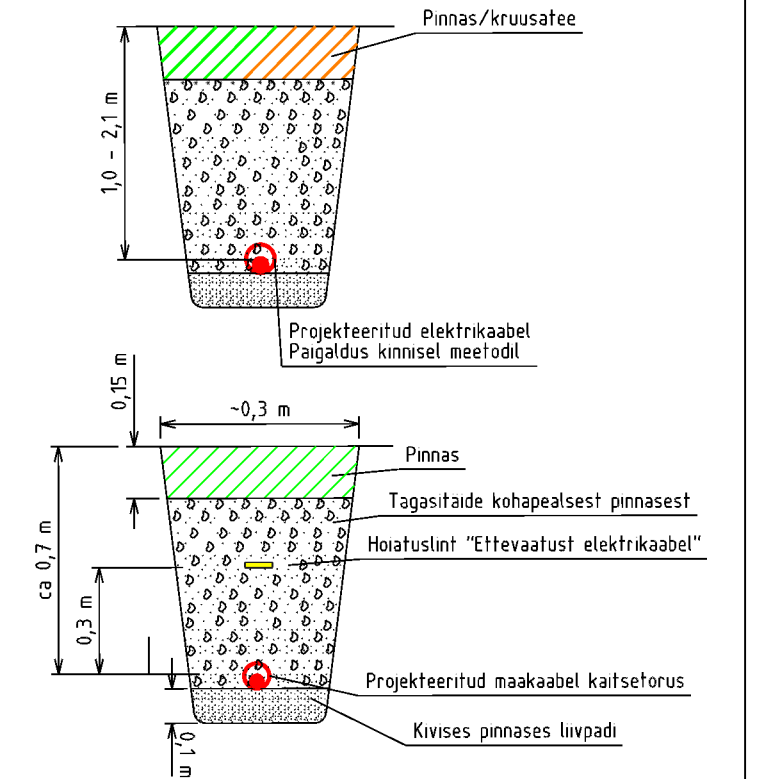 Pinnas/kruusatee
1,0 - 2,1 m
Projekteeritud elektrikaabel
Paigaldus kinnisel meetodil
0,15 m
~0,3 m
Pinnas
Tagasitäide kohapealsest pinnasest
Hoiatuslint "Ettevaatust elektrikaabel"
ca 0,7 m
0,3 m
Projekteeritud maakaabel kaitsetorus
Kivises pinnases liivpadi
0,1 m